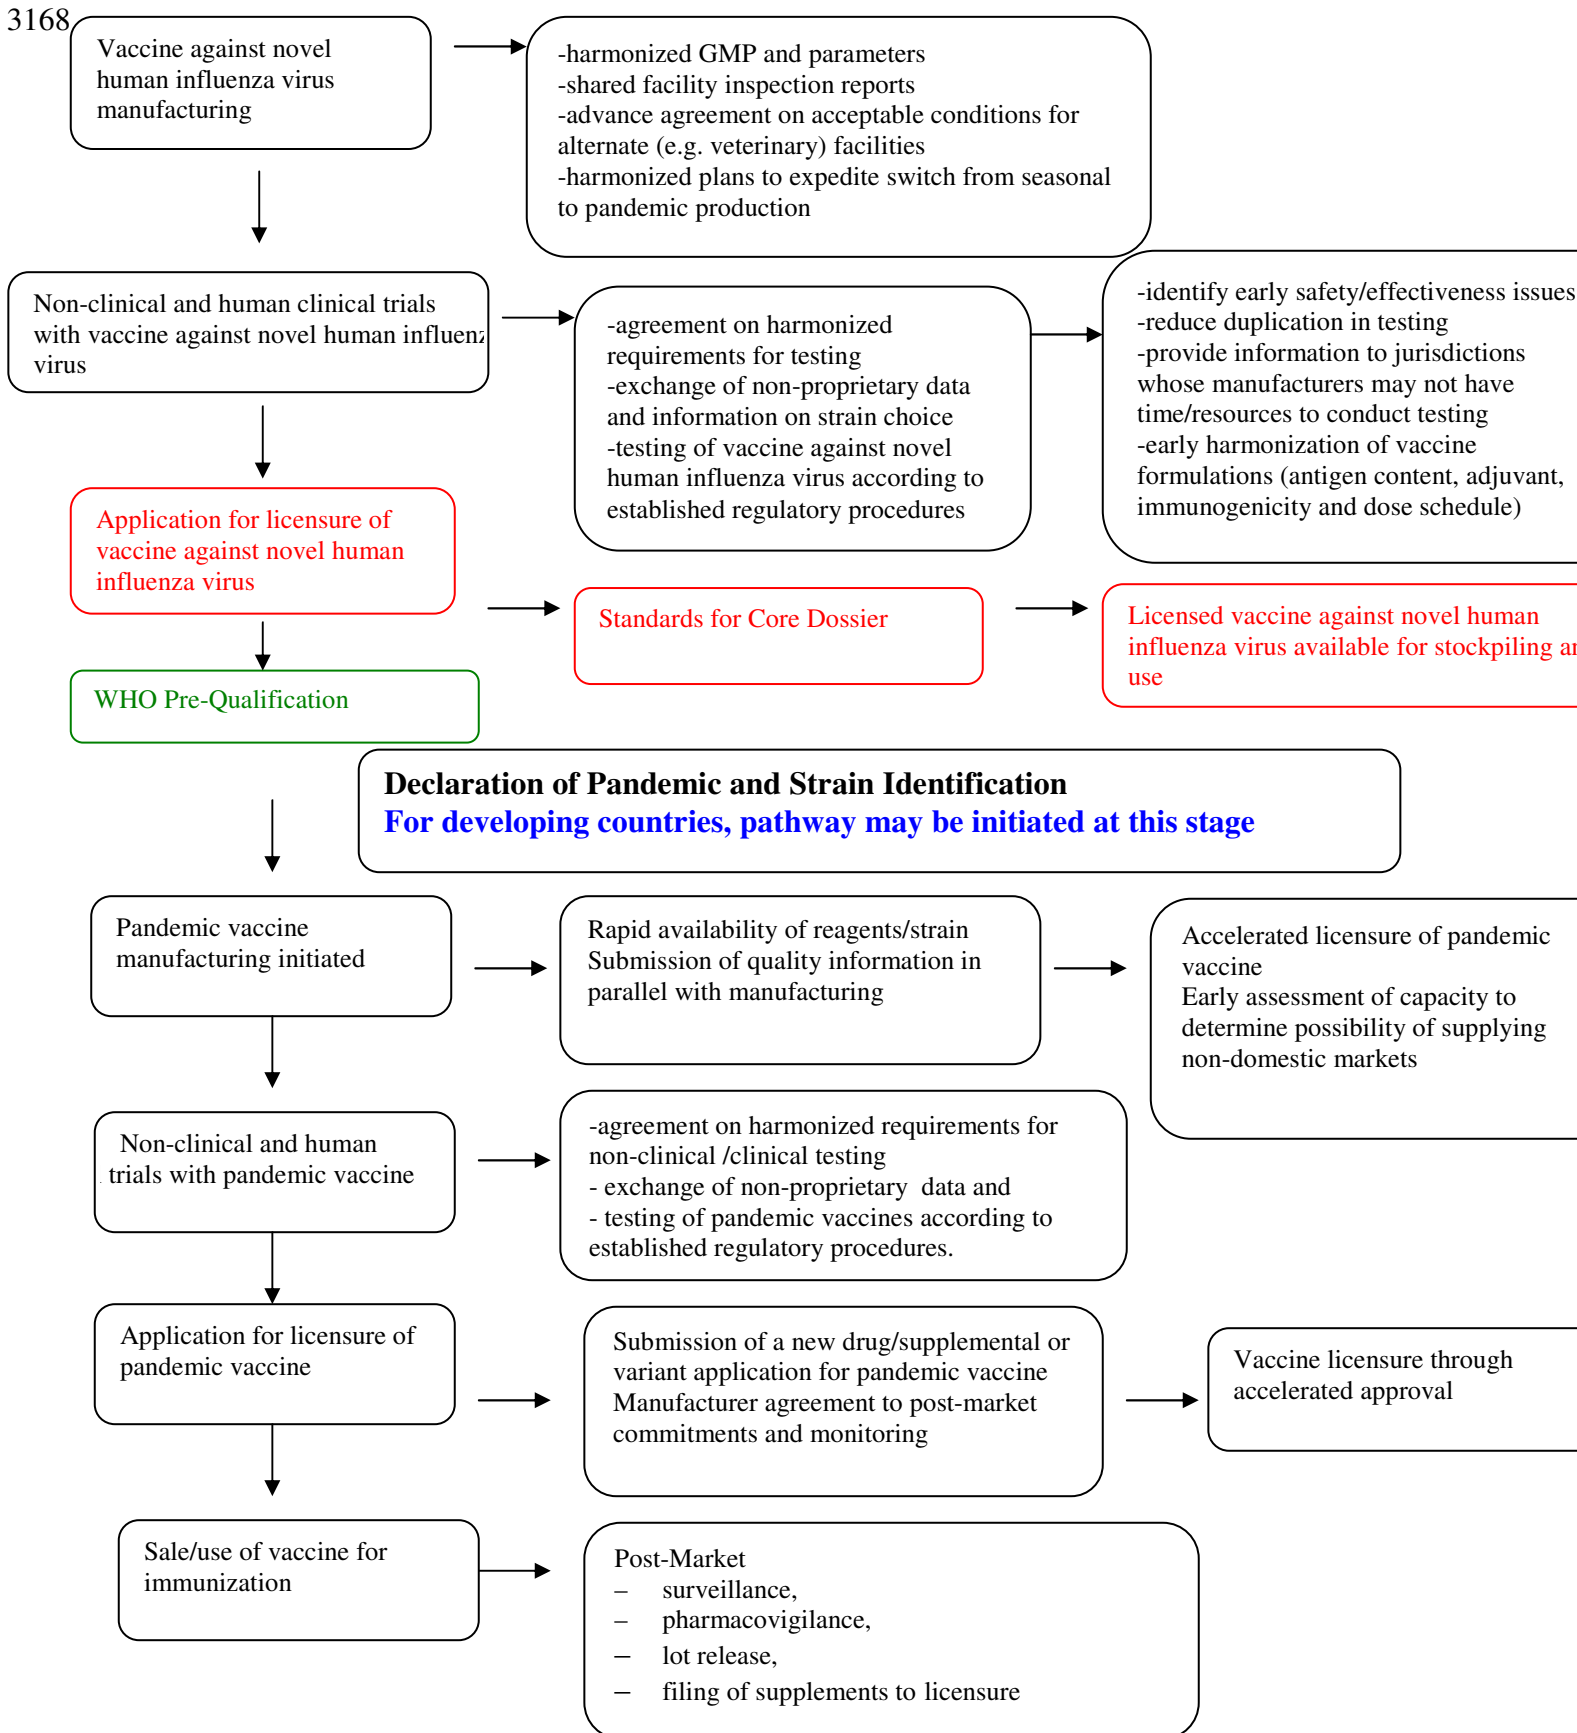 3168
Vaccine against novel
human influenza virus
manufacturing
-harmonized GMP and parameters
-shared facility inspection reports
-advance agreement on acceptable conditions for
alternate (e.g. veterinary) facilities
-harmonized plans to expedite switch from seasonal
to pandemic production
Non-clinical and human clinical trials
with vaccine against novel human influenz
virus
-agreement on harmonized
requirements for testing
-exchange of non-proprietary data
and information on strain choice
-testing of vaccine against novel
human influenza virus according to
established regulatory procedures
-identify early safety/effectiveness issues
-reduce duplication in testing
-provide information to jurisdictions
whose manufacturers may not have
time/resources to conduct testing
-early harmonization of vaccine
formulations (antigen content, adjuvant,
immunogenicity and dose schedule)
Application for licensure of
vaccine against novel human
influenza virus
Standards for Core Dossier
Licensed vaccine against novel human
influenza virus available for stockpiling an
use
WHO Pre-Qualification
Declaration of Pandemic and Strain Identification
For developing countries, pathway may be initiated at this stage
Pandemic vaccine
manufacturing initiated
Rapid availability of reagents/strain
Submission of quality information in
parallel with manufacturing
Accelerated licensure of pandemic
vaccine
Early assessment of capacity to
determine possibility of supplying
non-domestic markets
Non-clinical and human
trials with pandemic vaccine
-agreement on harmonized requirements for
non-clinical /clinical testing
- exchange of non-proprietary  data and
- testing of pandemic vaccines according to
established regulatory procedures.
Application for licensure of
pandemic vaccine
Submission of a new drug/supplemental or
variant application for pandemic vaccine
Manufacturer agreement to post-market
commitments and monitoring
Vaccine licensure through
accelerated approval
Sale/use of vaccine for
immunization
Post-Market
– surveillance,
– pharmacovigilance,
– lot release,
– filing of supplements to licensure